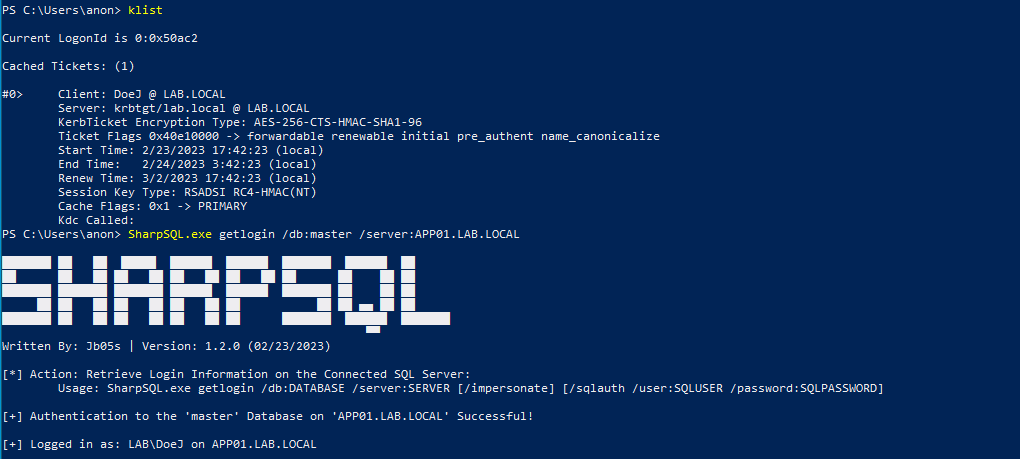 PS C:\Users\anon> klist
Current LogonId is 0:0x50ac2
Cached Tickets: (1)
#0> Client: DoeJ @ LAB.LOCAL
Server: krbtgt/lab.local @ LAB.LOCAL
KerbTicket Encryption Type: AES-256-CTS-HMAC-SHA1-96
Ticket Flags 0x40e10000 -> forwardable renewable initial pre_authent name_canonicalize
Start Time: 2/23/2023 17:42:23 (local)
End Time: 2/24/2023 3:42:23 (local)
Renew Time: 3/2/2023 17:42:23 (local)
Session Key Type: RSADSI RC4-HMAC(NT)
Cache Flags: 0x1 -> PRIMARY
Kdc Called:
PS C:\Users\anon> SharpSQL.exe getlogin /db:master /server:APP01.LAB.LOCAL
SHARPSQL
Written By: Jb05s | Version: 1.2.0 (02/23/2023)
[*] Action: Retrieve Login Information on the Connected SQL Server:
Usage: SharpSQL.exe getlogin /db:DATABASE /server:SERVER [/impersonate] [/sqlauth /user:SQLUSER /password:SQLPASSWORD]
[+] Authentication to the 'master' Database on 'APP01.LAB.LOCAL' Successful!
[+] Logged in as: LAB\DoeJ on APP01.LAB.LOCAL